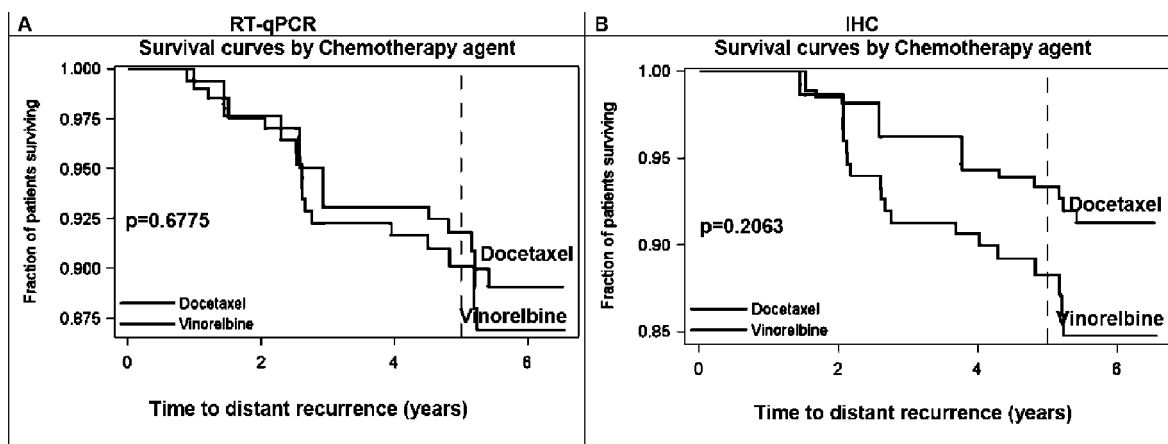 A
RT-qPCR
Survival curves by Chemotherapy agent
Fraction of patients surviving
1.000
0.975
0.950
0.925
0.900
0.875
p=0.6775
Docetaxel
Vinorelbine
Docetaxel
Vinorelbine
0
2
4
6
Time to distant recurrence (years)
B
IHC
Survival curves by Chemotherapy agent
Fraction of patients surviving
1.00
0.95
0.90
0.85
p=0.2063
Docetaxel
Vinorelbine
Docetaxel
Vinorelbine
0
2
4
6
Time to distant recurrence (years)